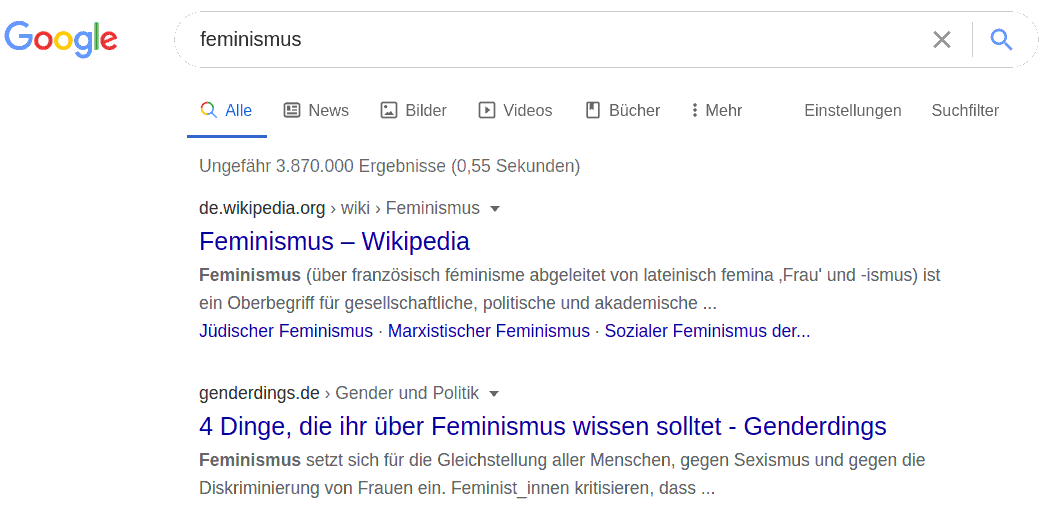 Google
feminismus
Alle News Bilder Videos Bücher Mehr Einstellungen Suchfilter
Ungefähr 3.870.000 Ergebnisse (0,55 Sekunden)
de.wikipedia.org › wiki › Feminismus
Feminismus – Wikipedia
Feminismus (über französisch féminisme abgeleitet von lateinisch femina ‚Frau' und -ismus) ist
ein Oberbegriff für gesellschaftliche, politische und akademische ...
Jüdischer Feminismus · Marxistischer Feminismus · Sozialer Feminismus der...
genderdings.de › Gender und Politik
4 Dinge, die ihr über Feminismus wissen solltet - Genderdings
Feminismus setzt sich für die Gleichstellung aller Menschen, gegen Sexismus und gegen die
Diskriminierung von Frauen ein. Feminist_innen kritisieren, dass ...